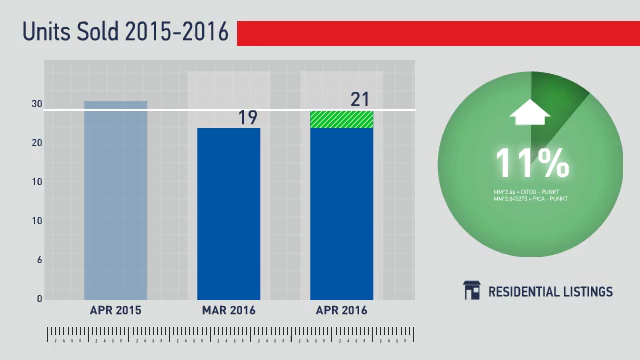 Units Sold 2015-2016
30
20
10
10
6
0
19
21
APR 2015
MAR 2016
APR 2016
11%
RESIDENTIAL LISTINGS